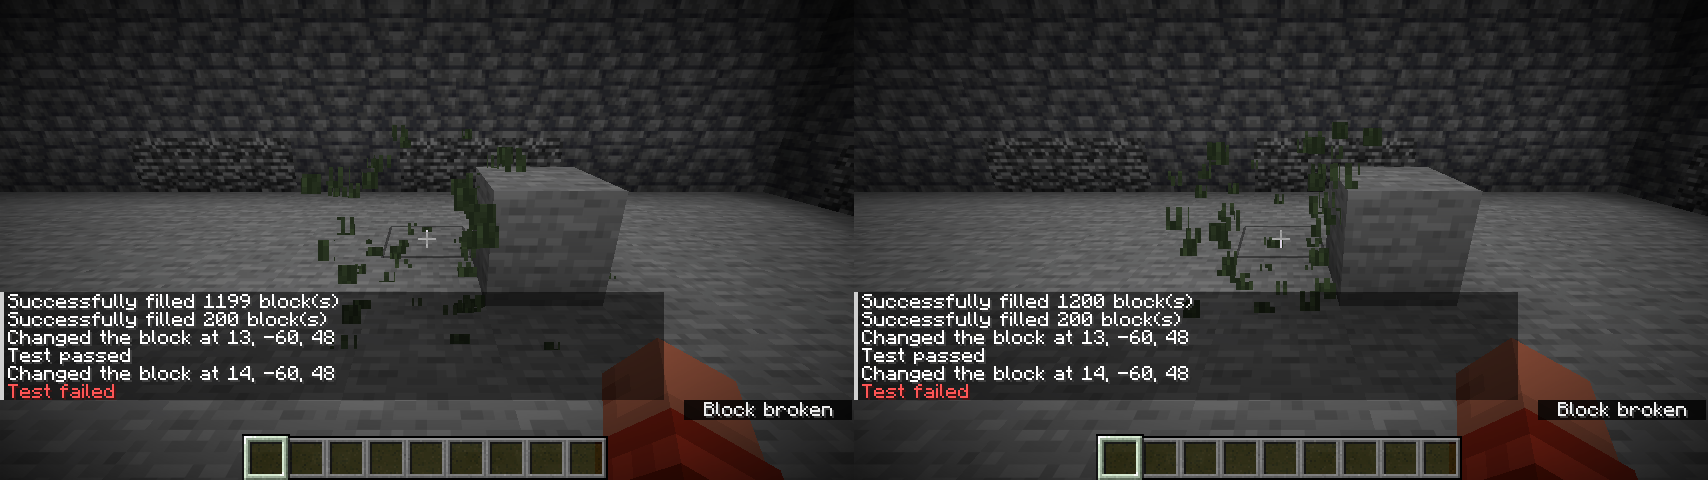 Successfully filled 1199 block(s)
Successfully filled 200 block(s)
Changed the block at 13, -60, 48
Test passed
Changed the block at 14, -60, 48
Test failed
Block broken
Successfully filled 1200 block(s)
Successfully filled 200 block(s)
Changed the block at 13, -60, 48
Test passed
Changed the block at 14, -60, 48
Test failed
Block broken